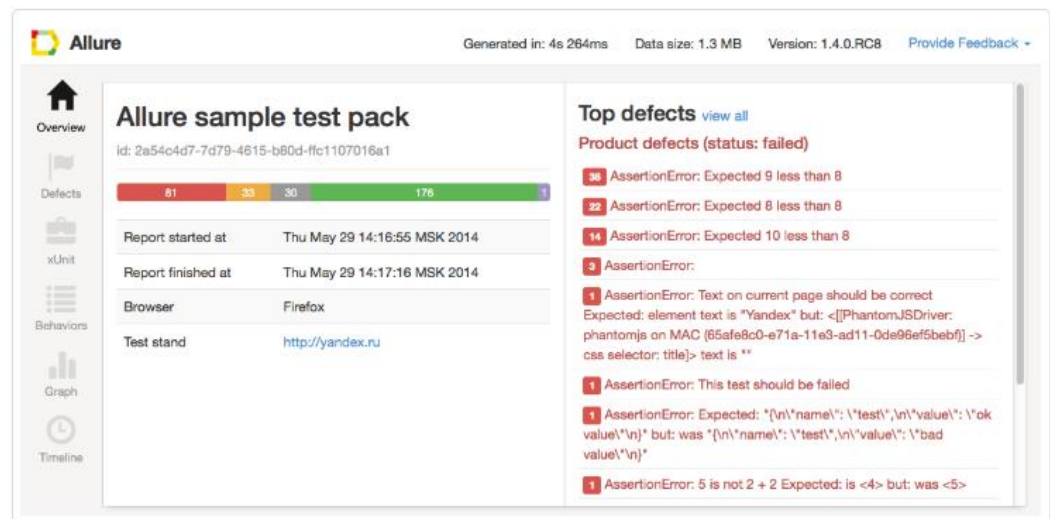 Allure
Generated in: 4s 264ms
Data size: 1.3 MB
Version: 1.4.0.RC8
Provide Feedback
Overview
Defects
xUnit
Behaviors
Graph
Timeline
Allure sample test pack
id: 2a54c4d7-7d79-4615-b80d-ffc1107016a1
81 33 30 176 1
Report started at Thu May 29 14:16:55 MSK 2014
Report finished at Thu May 29 14:17:16 MSK 2014
Browser Firefox
Test stand http://yandex.ru
Top defects view all
Product defects (status: failed)
36 AssertionError: Expected 9 less than 8
22 AssertionError: Expected 8 less than 8
14 AssertionError: Expected 10 less than 8
3 AssertionError:
1 AssertionError: Text on current page should be correct
Expected: element text is "Yandex" but: <[[PhantomJSDriver:
phantomjs on MAC (65afe8c0-e71a-11e3-ad11-0de96ef5bebf)] ->
css selector: title]> text is ""
1 AssertionError: This test should be failed
1 AssertionError: Expected: "{\n\"name\": \"test\",\n\"value\": \"ok
value\"\n}" but: was "{\n\"name\": \"test\",\n\"value\": \"bad
value\"\n}"
1 AssertionError: 5 is not 2 + 2 Expected: is <4> but: was <5>